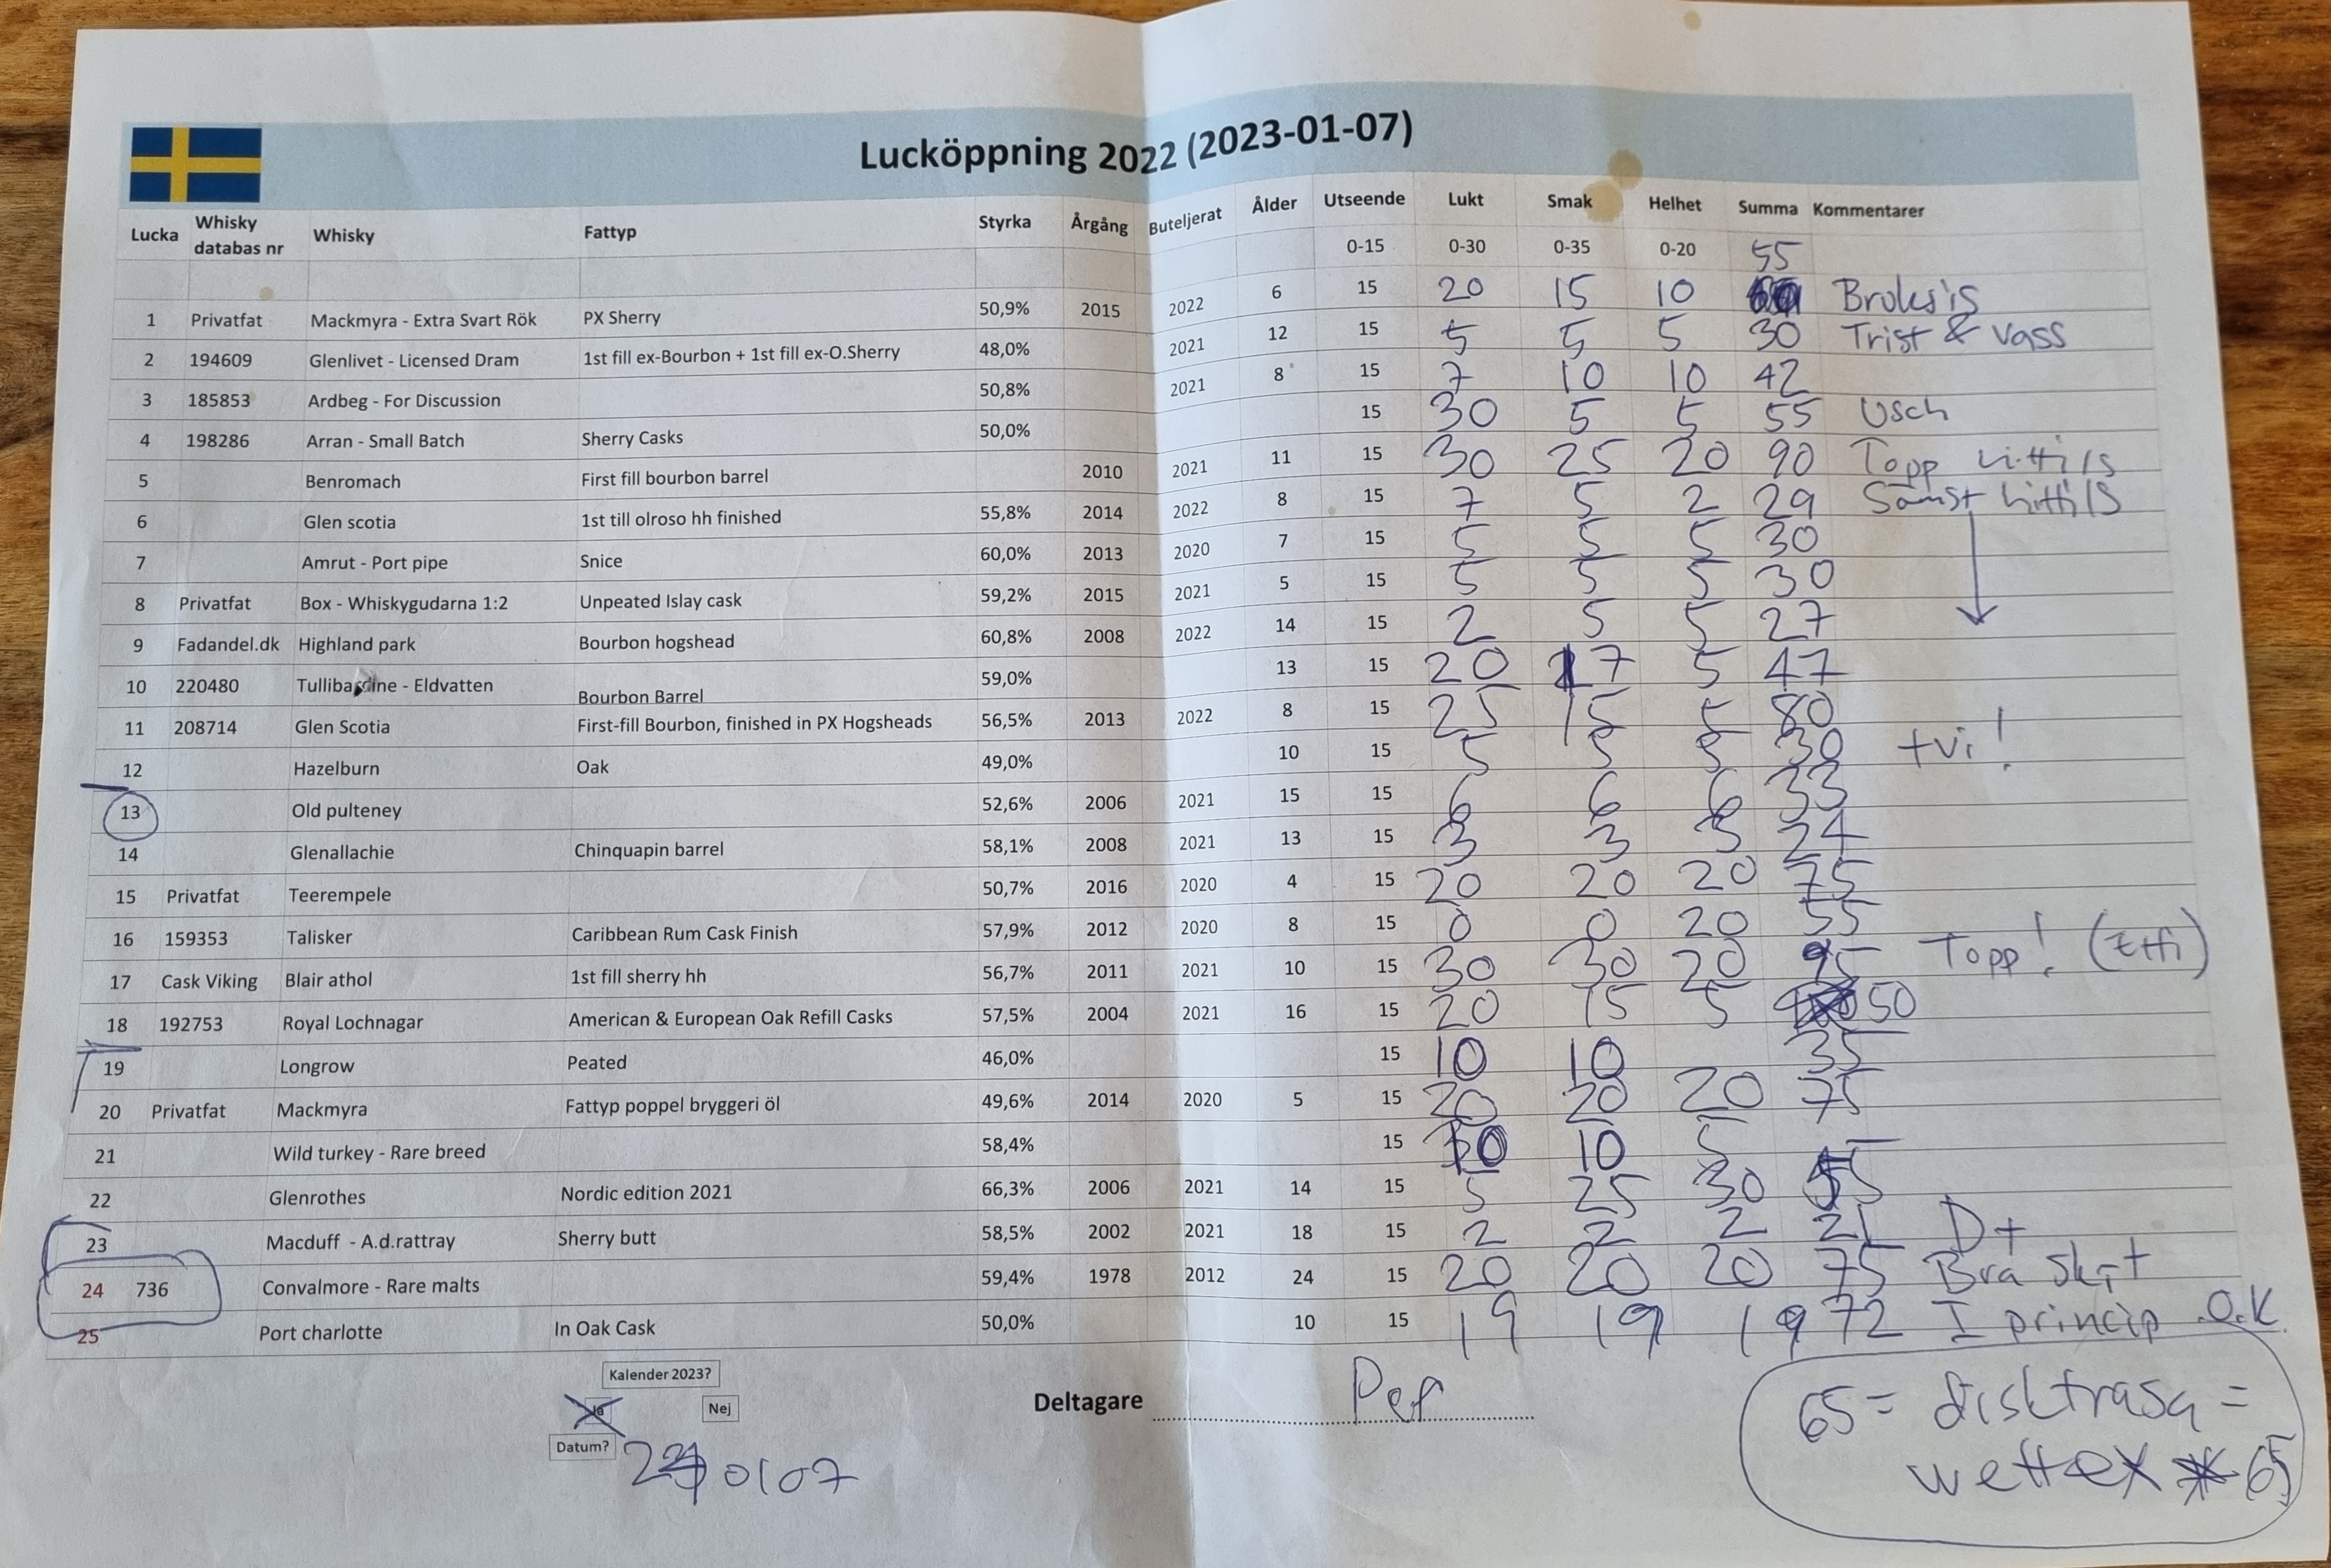 Lucköppning 2022 (2023-01-07)
Lucka Whisky databas nr Whisky Fattyp Styrka Årgång Buteljerat Ålder Utseende Lukt Smak Helhet Summa Kommentarer
0-15 0-30 0-35 0-20
55
1 Privatfat Mackmyra - Extra Svart Rök PX Sherry 50,9% 2015 2022 6 15 20 15 10
2 194609 Glenlivet - Licensed Dram 1st fill ex-Bourbon + 1st fill ex-O.Sherry 48,0% 2021 12 15 5 5 5 30 Trist & vass
3 185853 Ardbeg - For Discussion 50,8% 2021 8 15 7 10 10 42
4 198286 Arran - Small Batch Sherry Casks 50,0% 15 30 5 5 55 Usch
5 Benromach First fill bourbon barrel 2010 2021 11 15 30 25 20 90 Topp hittils
6 Glen scotia 1st till olroso hh finished 55,8% 2014 2022 8 15 7 5 2 29 Sämst hittils
7 Amrut - Port pipe Snice 60,0% 2013 2020 7 15 5 5 5 30
8 Privatfat Box - Whiskygudarna 1:2 Unpeated Islay cask 59,2% 2015 2021 5 15 5 5 5 30
9 Fadandel.dk Highland park Bourbon hogshead 60,8% 2008 2022 14 15 2 5 5 27
10 220480 Tullibardine - Eldvatten Bourbon Barrel 59,0% 13 15 20 17 5 47
11 208714 Glen Scotia First-fill Bourbon, finished in PX Hogsheads 56,5% 2013 2022 8 15 25 15 5 80
12 Hazelburn Oak 49,0% 10 15 5 5 5 30 tvi!
13 Old pulteney 52,6% 2006 2021 15 15 6 6 6 33
14 Glenallachie Chinquapin barrel 58,1% 2008 2021 13 15 3 3 3 24
15 Privatfat Teerempele 50,7% 2016 2020 4 15 20 20 20 75
16 159353 Talisker Caribbean Rum Cask Finish 57,9% 2012 2020 8 15 0 0 20 55
17 Cask Viking Blair athol 1st fill sherry hh 56,7% 2011 2021 10 15 30 30 20 95 Topp!
18 192753 Royal Lochnagar American & European Oak Refill Casks 57,5% 2004 2021 16 15 20 15 5 50
19 Longrow Peated 46,0% 15 10 10 35
20 Privatfat Mackmyra Fattyp poppel bryggeri öl 49,6% 2014 2020 5 15 20 20 20 75
21 Wild turkey - Rare breed 58,4% 15 10 10 5
22 Glenrothes Nordic edition 2021 66,3% 2006 2021 14 15 5 25 30 55
23 Macduff - A.d.rattray Sherry butt 58,5% 2002 2021 18 15 2 2 2 21 D+
24 736 Convalmore - Rare malts 59,4% 1978 2012 24 15 20 20 20 75 Bra skit
25 Port charlotte In Oak Cask 50,0% 10 15 19 19 19 72 I princip O.K.
Kalender 2023?
Ja Nej
Deltagare
Datum? 0107
65 = disktrasa =
wettex 65